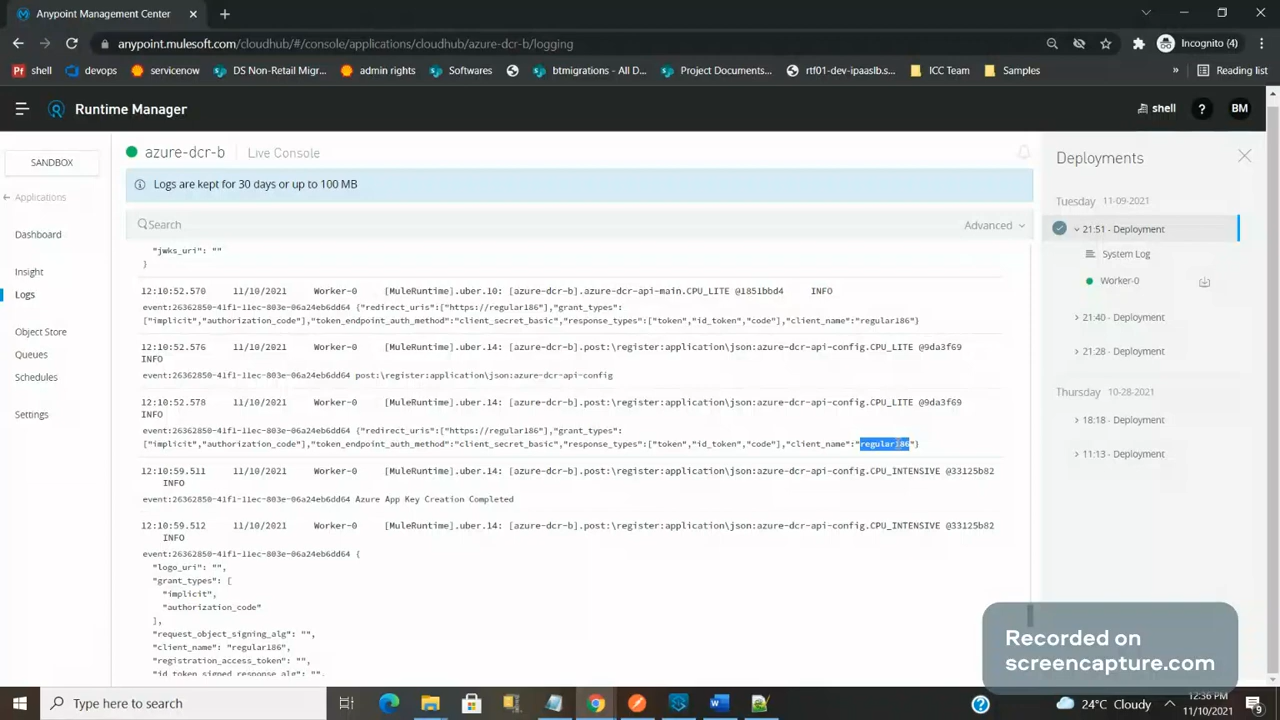 Anypoint Management Center
anypoint.mulesoft.com/cloudhub/#/console/applications/cloudhub/azure-dcr-b/logging
Incognito (4)
Pf shell
devops
servicenow
DS Non-Retail Migr...
admin rights
Softwares
btmigrations - All D...
Project Documents...
rtf01-dev-ipaaslb....
ICC Team
Samples
»
Reading list
Runtime Manager
shell
?
BM
SANDBOX
Applications
Dashboard
Insight
Logs
Object Store
Queues
Schedules
Settings
azure-dcr-b
Live Console
Logs are kept for 30 days or up to 100 MB
Search
Advanced
"jwks_uri": ""
}
12:10:52.570 11/10/2021 Worker-0 [MuleRuntime].uber.10: [azure-dcr-b].azure-dcr-api-main.CPU_LITE @1851bbd4 INFO
event:26362850-41f1-11ec-803e-06a24eb6dd64 {"redirect_uris":["https://regular186"],"grant_types":
["implicit","authorization_code"],"token_endpoint_auth_method":"client_secret_basic","response_types":["token","id_token","code"],"client_name":"regular186"}
12:10:52.576 11/10/2021 Worker-0 [MuleRuntime].uber.14: [azure-dcr-b].post:\register:application\json:azure-dcr-api-config.CPU_LITE @9da3f69
INFO
event:26362850-41f1-11ec-803e-06a24eb6dd64 post:\register:application\json:azure-dcr-api-config
12:10:52.578 11/10/2021 Worker-0 [MuleRuntime].uber.14: [azure-dcr-b].post:\register:application\json:azure-dcr-api-config.CPU_LITE @9da3f69
INFO
event:26362850-41f1-11ec-803e-06a24eb6dd64 {"redirect_uris":["https://regular186"],"grant_types":
["implicit","authorization_code"],"token_endpoint_auth_method":"client_secret_basic","response_types":["token","id_token","code"],"client_name":"regular186"}
12:10:59.511 11/10/2021 Worker-0 [MuleRuntime].uber.14: [azure-dcr-b].post:\register:application\json:azure-dcr-api-config.CPU_INTENSIVE @33125b82
INFO
event:26362850-41f1-11ec-803e-06a24eb6dd64 Azure App Key Creation Completed
12:10:59.512 11/10/2021 Worker-0 [MuleRuntime].uber.14: [azure-dcr-b].post:\register:application\json:azure-dcr-api-config.CPU_INTENSIVE @33125b82
INFO
event:26362850-41f1-11ec-803e-06a24eb6dd64 {
"logo_uri": "",
"grant_types": [
"implicit",
"authorization_code"
],
"request_object_signing_alg": "",
"client_name": "regular186",
"registration_access_token": "",
"id_token_signed_response_alg": "",
Deployments
Tuesday 11-09-2021
21:51 - Deployment
System Log
Worker-0
21:40 - Deployment
21:28 - Deployment
Thursday 10-28-2021
18:18 - Deployment
11:13 - Deployment
Recorded on
screencapture.com
Type here to search
24°C Cloudy
12:36 PM
11/10/2021
9